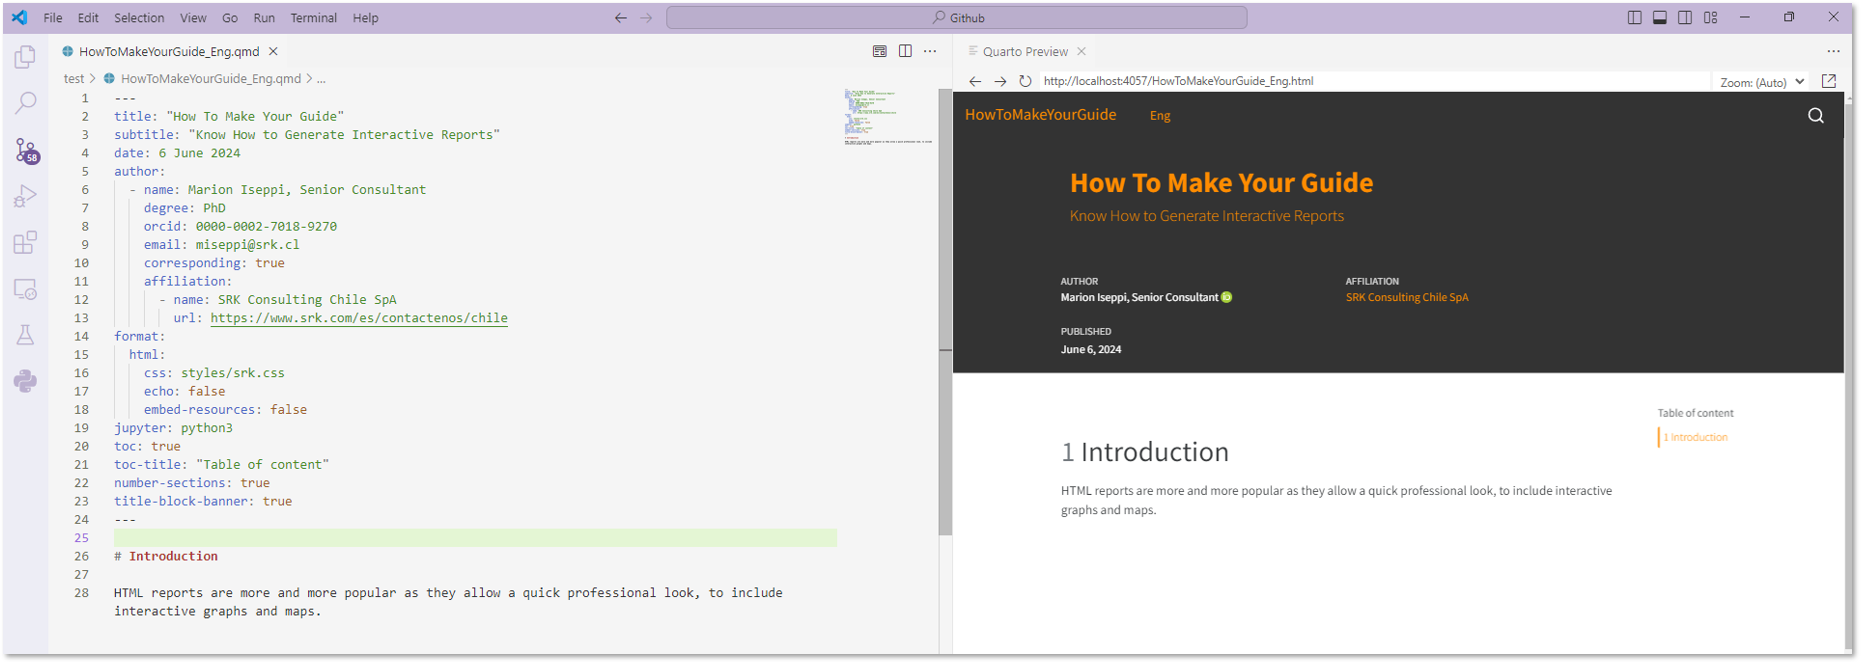 File Edit Selection View Go Run Terminal Help
Github
HowToMakeYourGuide_Eng.qmd
test > HowToMakeYourGuide_Eng.qmd > ...
58
1 ---
2 title: "How To Make Your Guide"
3 subtitle: "Know How to Generate Interactive Reports"
4 date: 6 June 2024
5 author:
6 - name: Marion Iseppi, Senior Consultant
7 degree: PhD
8 orcid: 0000-0002-7018-9270
9 email: miseppi@srk.cl
10 corresponding: true
11 affiliation:
12 - name: SRK Consulting Chile SpA
13 url: https://www.srk.com/es/contactenos/chile
14 format:
15 html:
16 css: styles/srk.css
17 echo: false
18 embed-resources: false
19 jupyter: python3
20 toc: true
21 toc-title: "Table of content"
22 number-sections: true
23 title-block-banner: true
24 ---
25
26 # Introduction
27
28 HTML reports are more and more popular as they allow a quick professional look, to include
interactive graphs and maps.
Quarto Preview
http://localhost:4057/HowToMakeYourGuide_Eng.html
Zoom: (Auto)
HowToMakeYourGuide Eng
How To Make Your Guide
Know How to Generate Interactive Reports
AUTHOR
Marion Iseppi, Senior Consultant
AFFILIATION
SRK Consulting Chile SpA
PUBLISHED
June 6, 2024
Table of content
1 Introduction
1 Introduction
HTML reports are more and more popular as they allow a quick professional look, to include interactive
graphs and maps.